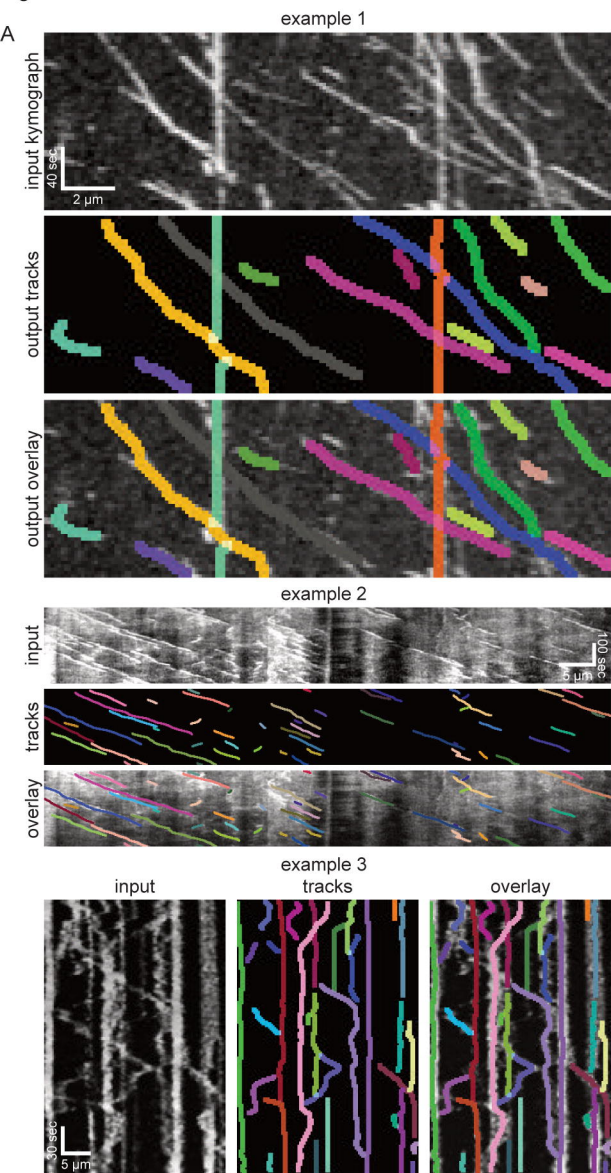 example 1
A
input kymograph
40 sec
2 µm
output tracks
output overlay
example 2
input
100 sec
5 µm
tracks
overlay
example 3
input
tracks
overlay
30 sec
5 µm